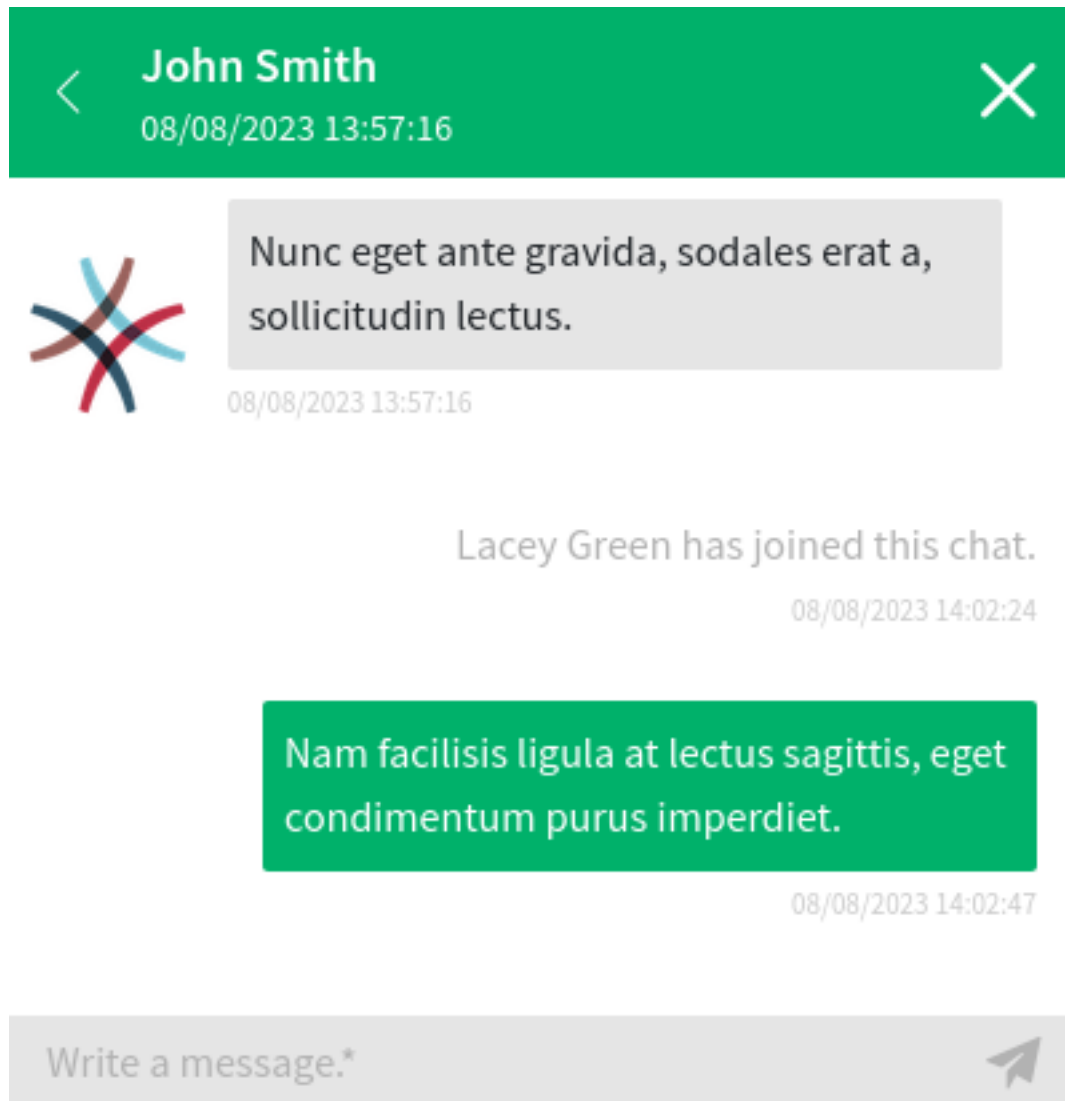 John Smith
08/08/2023 13:57:16
Nunc eget ante gravida, sodales erat a,
sollicitudin lectus.
08/08/2023 13:57:16
Lacey Green has joined this chat.
08/08/2023 14:02:24
Nam facilisis ligula at lectus sagittis, eget
condimentum purus imperdiet.
08/08/2023 14:02:47
Write a message.*